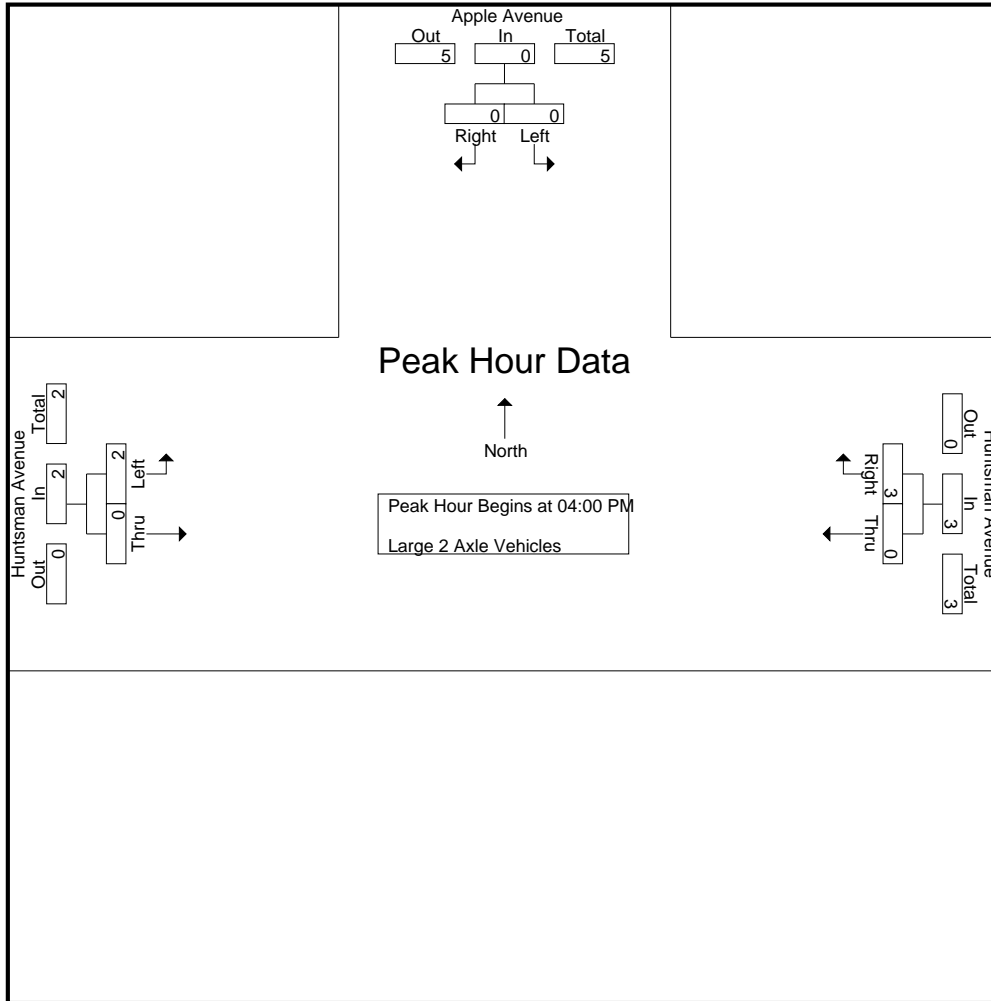 Apple Avenue
Out In Total
5 0 5
0 0
Right Left
Peak Hour Data
North
Peak Hour Begins at 04:00 PM
Large 2 Axle Vehicles
Huntsman Avenue
Out In Total
0 2 2
Thru Left
0 2
Huntsman Avenue
Out In Total
0 3 3
Right Thru
3 0